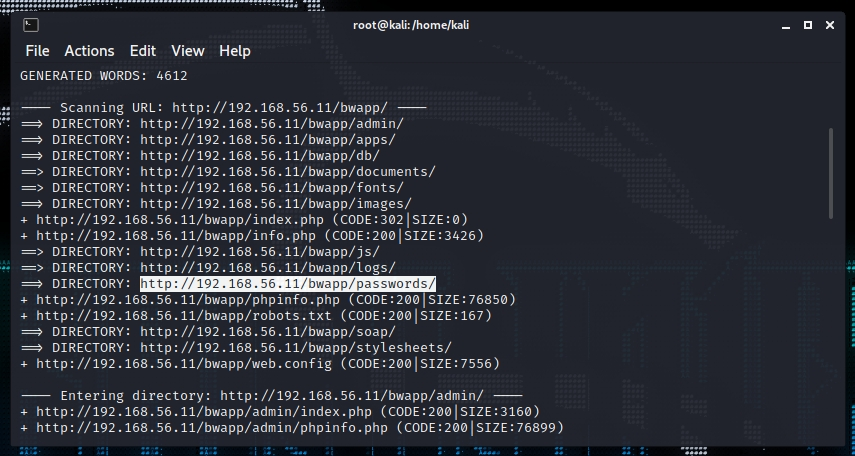 root@kali: /home/kali
File Actions Edit View Help
GENERATED WORDS: 4612
---- Scanning URL: http://192.168.56.11/bwapp/ ----
==> DIRECTORY: http://192.168.56.11/bwapp/admin/
==> DIRECTORY: http://192.168.56.11/bwapp/apps/
==> DIRECTORY: http://192.168.56.11/bwapp/db/
==> DIRECTORY: http://192.168.56.11/bwapp/documents/
==> DIRECTORY: http://192.168.56.11/bwapp/fonts/
==> DIRECTORY: http://192.168.56.11/bwapp/images/
+ http://192.168.56.11/bwapp/index.php (CODE:302|SIZE:0)
+ http://192.168.56.11/bwapp/info.php (CODE:200|SIZE:3426)
==> DIRECTORY: http://192.168.56.11/bwapp/js/
==> DIRECTORY: http://192.168.56.11/bwapp/logs/
==> DIRECTORY: http://192.168.56.11/bwapp/passwords/
+ http://192.168.56.11/bwapp/phpinfo.php (CODE:200|SIZE:76850)
+ http://192.168.56.11/bwapp/robots.txt (CODE:200|SIZE:167)
==> DIRECTORY: http://192.168.56.11/bwapp/soap/
==> DIRECTORY: http://192.168.56.11/bwapp/stylesheets/
+ http://192.168.56.11/bwapp/web.config (CODE:200|SIZE:7556)
---- Entering directory: http://192.168.56.11/bwapp/admin/ ----
+ http://192.168.56.11/bwapp/admin/index.php (CODE:200|SIZE:3160)
+ http://192.168.56.11/bwapp/admin/phpinfo.php (CODE:200|SIZE:76899)